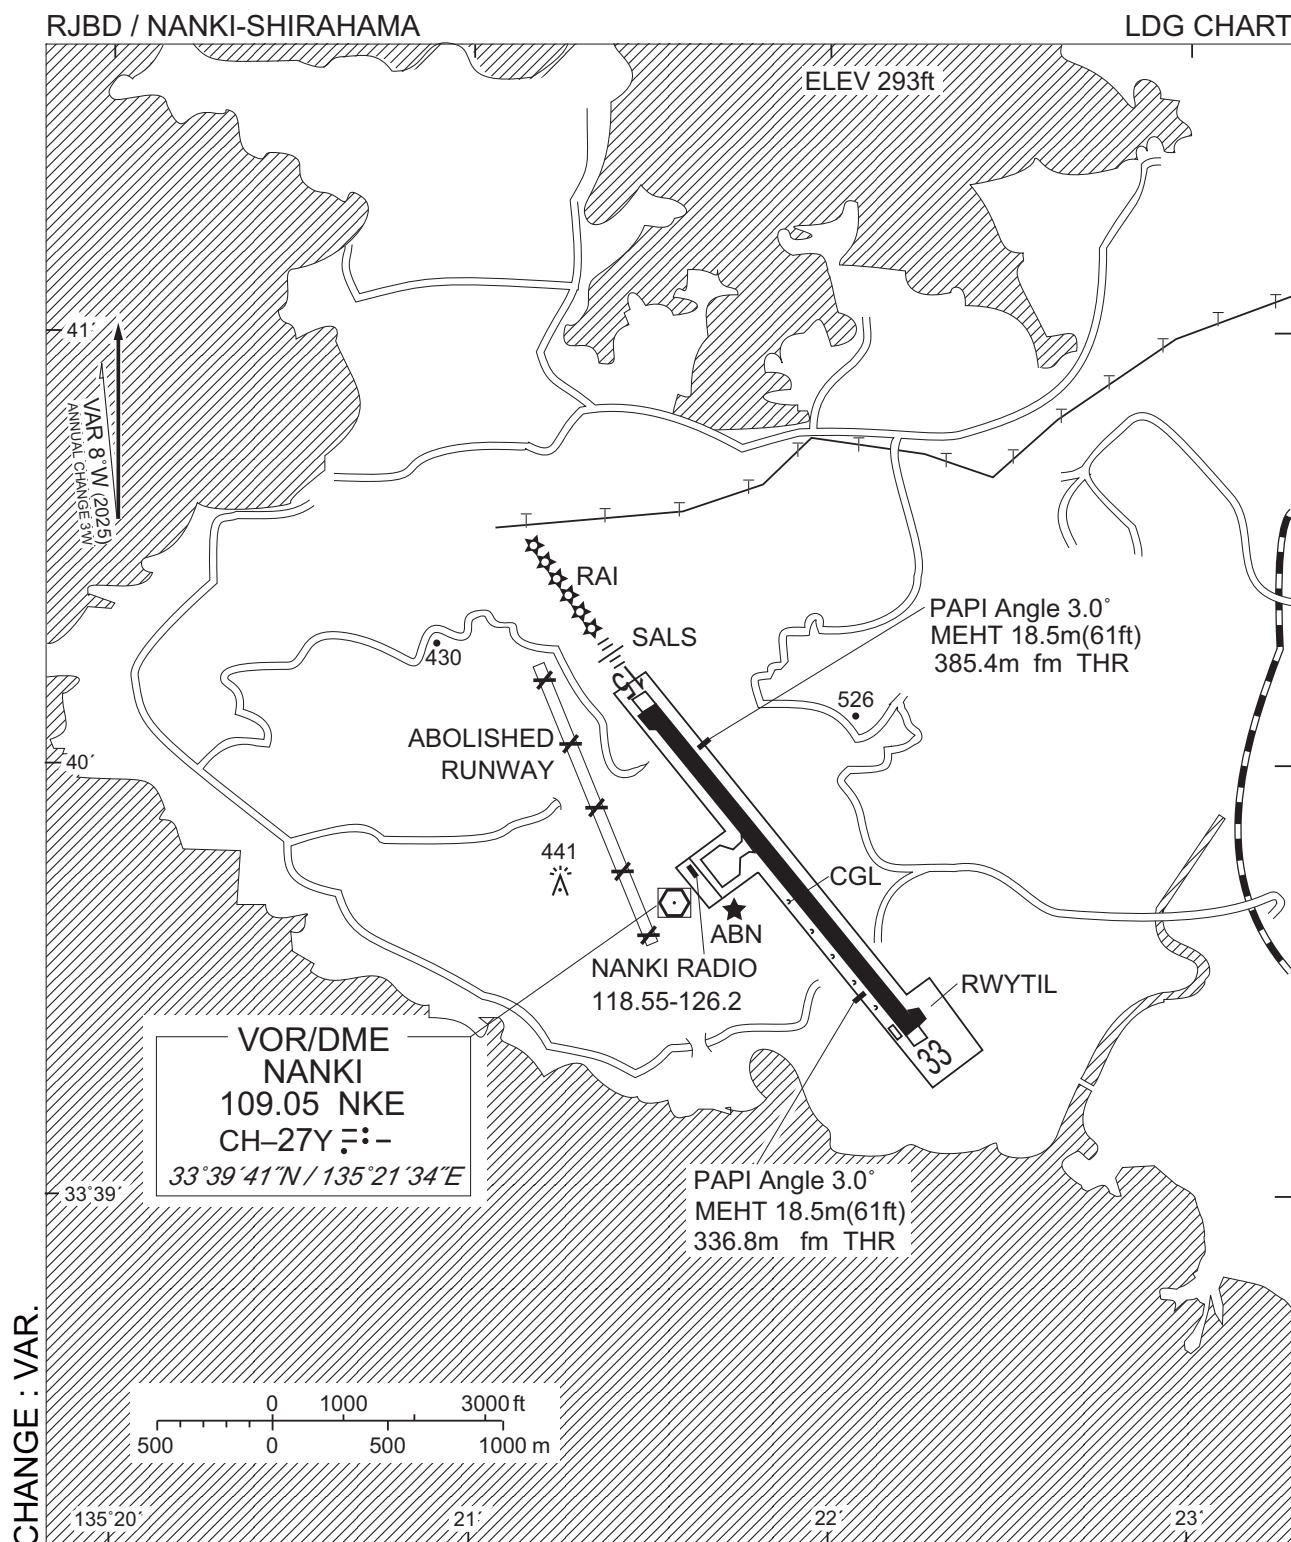 RJBD / NANKI-SHIRAHAMA
LDG CHART
ELEV 293ft
41´
VAR 8˚W (2025)
ANNUAL CHANGE 3´W
RAI
SALS
PAPI Angle 3.0˚
MEHT 18.5m(61ft)
385.4m fm THR
430
526
15
ABOLISHED
RUNWAY
40´
441
CGL
ABN
NANKI RADIO
118.55-126.2
RWYTIL
33
VOR/DME
NANKI
109.05 NKE
CH–27Y
33˚39´41˝N / 135˚21´34˝E
PAPI Angle 3.0˚
MEHT 18.5m(61ft)
336.8m fm THR
33˚39´
CHANGE : VAR.
0 1000 3000 ft
500 0 500 1000 m
135˚20´
21´
22´
23´